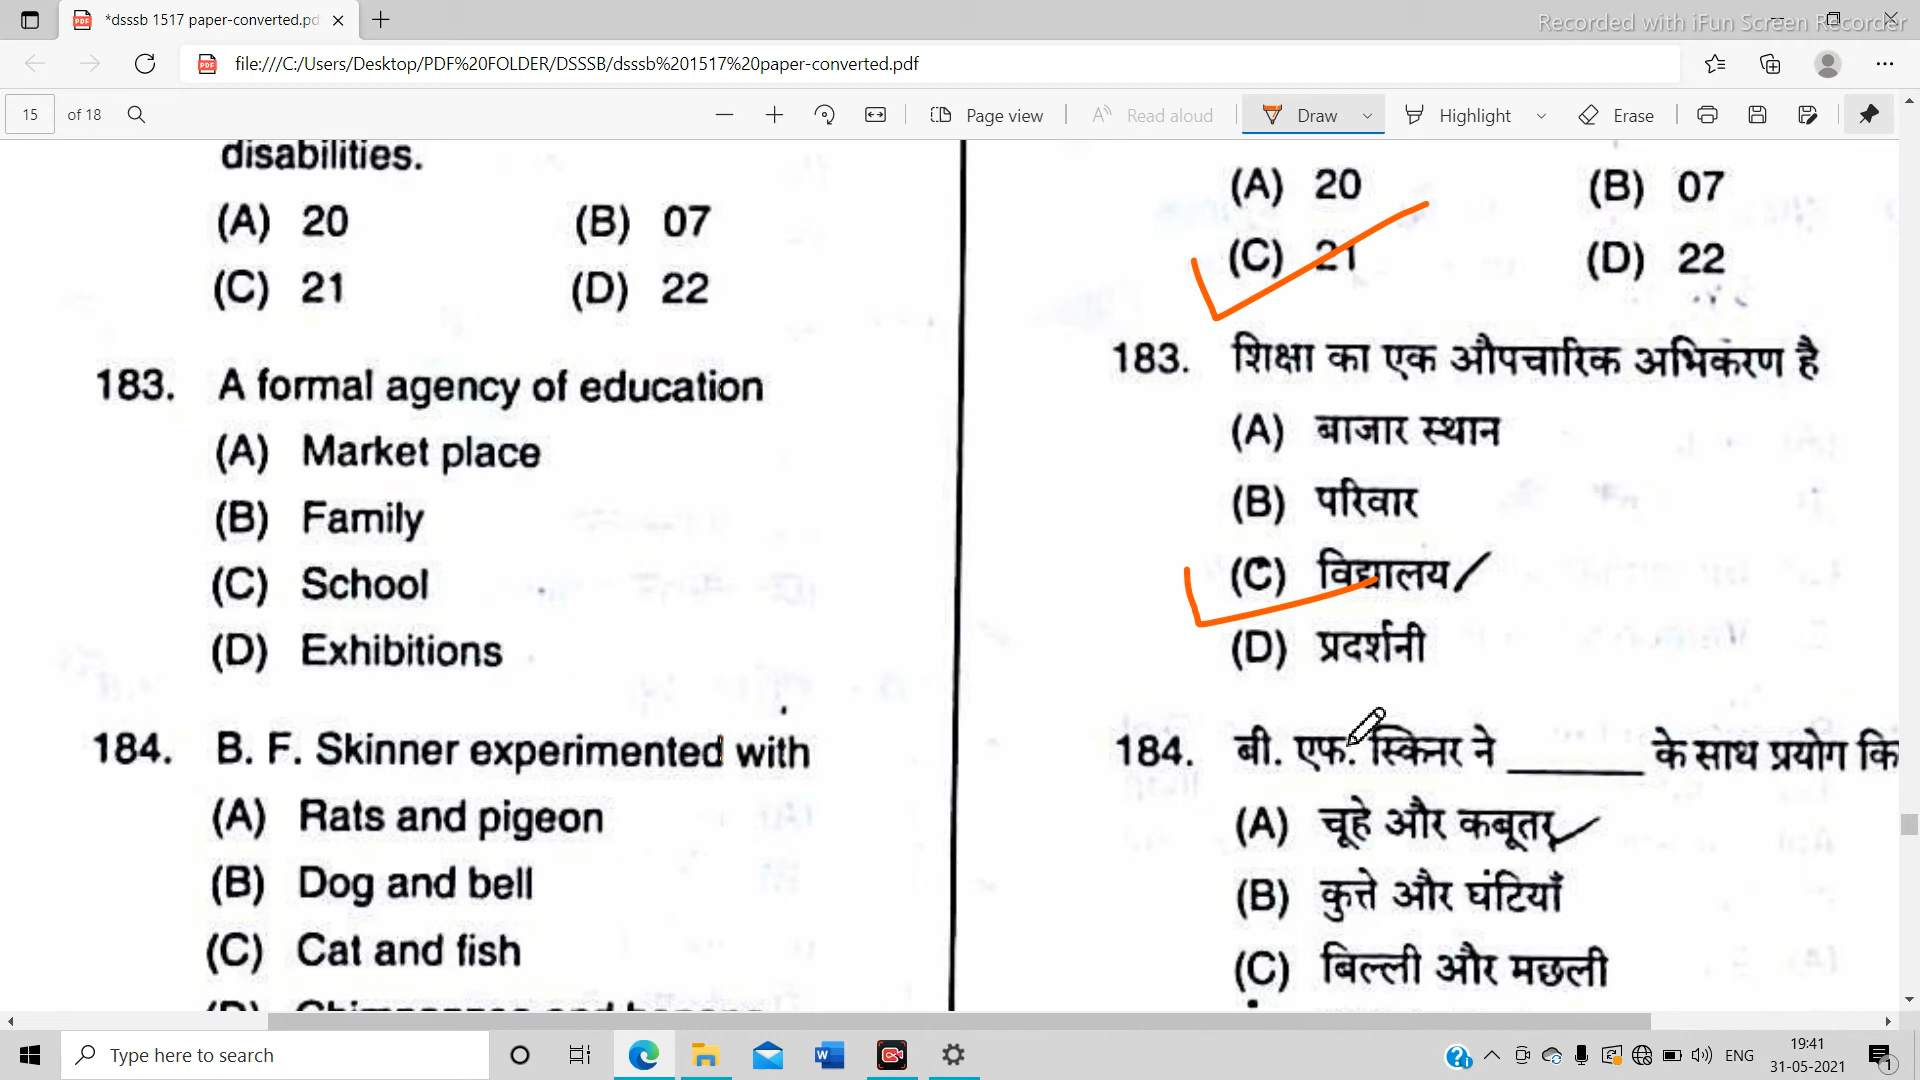 *dsssb 1517 paper-converted.pd
Recorded with iFun Screen Recorder
file:///C:/Users/Desktop/PDF%20FOLDER/DSSSB/dsssb%201517%20paper-converted.pdf
15 of 18
Page view
Read aloud
Draw
Highlight
Erase
disabilities.
(A) 20 (B) 07
(C) 21 (D) 22
183. A formal agency of education
(A) Market place
(B) Family
(C) School
(D) Exhibitions
184. B. F. Skinner experimented with
(A) Rats and pigeon
(B) Dog and bell
(C) Cat and fish
(A) 20 (B) 07
(C) 21 (D) 22
183. शिक्षा का एक औपचारिक अभिकरण है
(A) बाजार स्थान
(B) परिवार
(C) विद्यालय
(D) प्रदर्शनी
184. बी. एफ. स्किनर ने ______ के साथ प्रयोग कि
(A) चूहे और कबूतर
(B) कुत्ते और घंटियाँ
(C) बिल्ली और मछली
Type here to search
ENG
19:41
31-05-2021
1